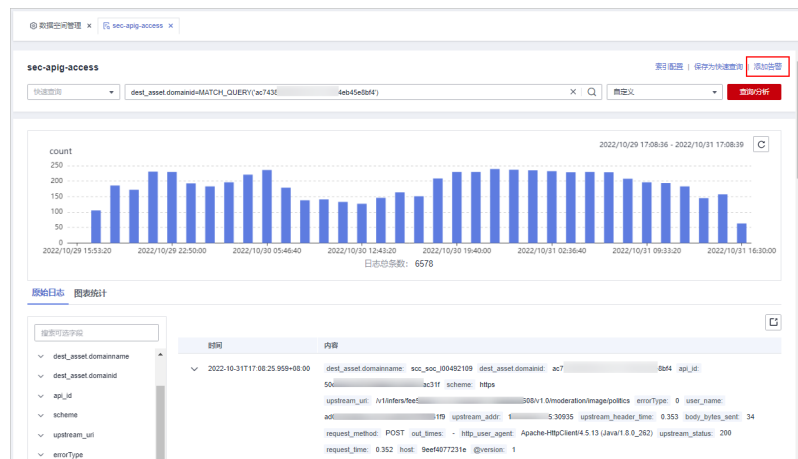 数据空间管理 × sec-apig-access ×
sec-apig-access
索引配置 | 保存为快速查询 | 添加告警
快速查询 dest_asset.domainid=MATCH_QUERY('ac7438 4eb45e8bf4') × 自定义 查询/分析
2022/10/29 17:08:36 - 2022/10/31 17:08:39
count
250
200
150
100
50
0
2022/10/29 15:53:20 2022/10/29 22:50:00 2022/10/30 05:46:40 2022/10/30 12:43:20 2022/10/30 19:40:00 2022/10/31 02:36:40 2022/10/31 09:33:20 2022/10/31 16:30:00
日志总条数: 6578
原始日志 图表统计
搜索可选字段
时间 内容
dest_asset.domainname
dest_asset.domainid
api_id
scheme
upstream_uri
errorType
2022-10-31T17:08:25.959+08:00 dest_asset.domainname: scc_soc_l00492109 dest_asset.domainid: ac7 8bf4 api_id:
50c ac31f scheme: https
upstream_uri: /v1/infers/fee5 808/v1.0/moderation/image/politics errorType: 0 user_name:
ad6 1f9 upstream_addr: 1 5:30935 upstream_header_time: 0.353 body_bytes_sent: 34
request_method: POST out_times: - http_user_agent: Apache-HttpClient/4.5.13 (Java/1.8.0_262) upstream_status: 200
request_time: 0.352 host: 9eef4077231e @version: 1